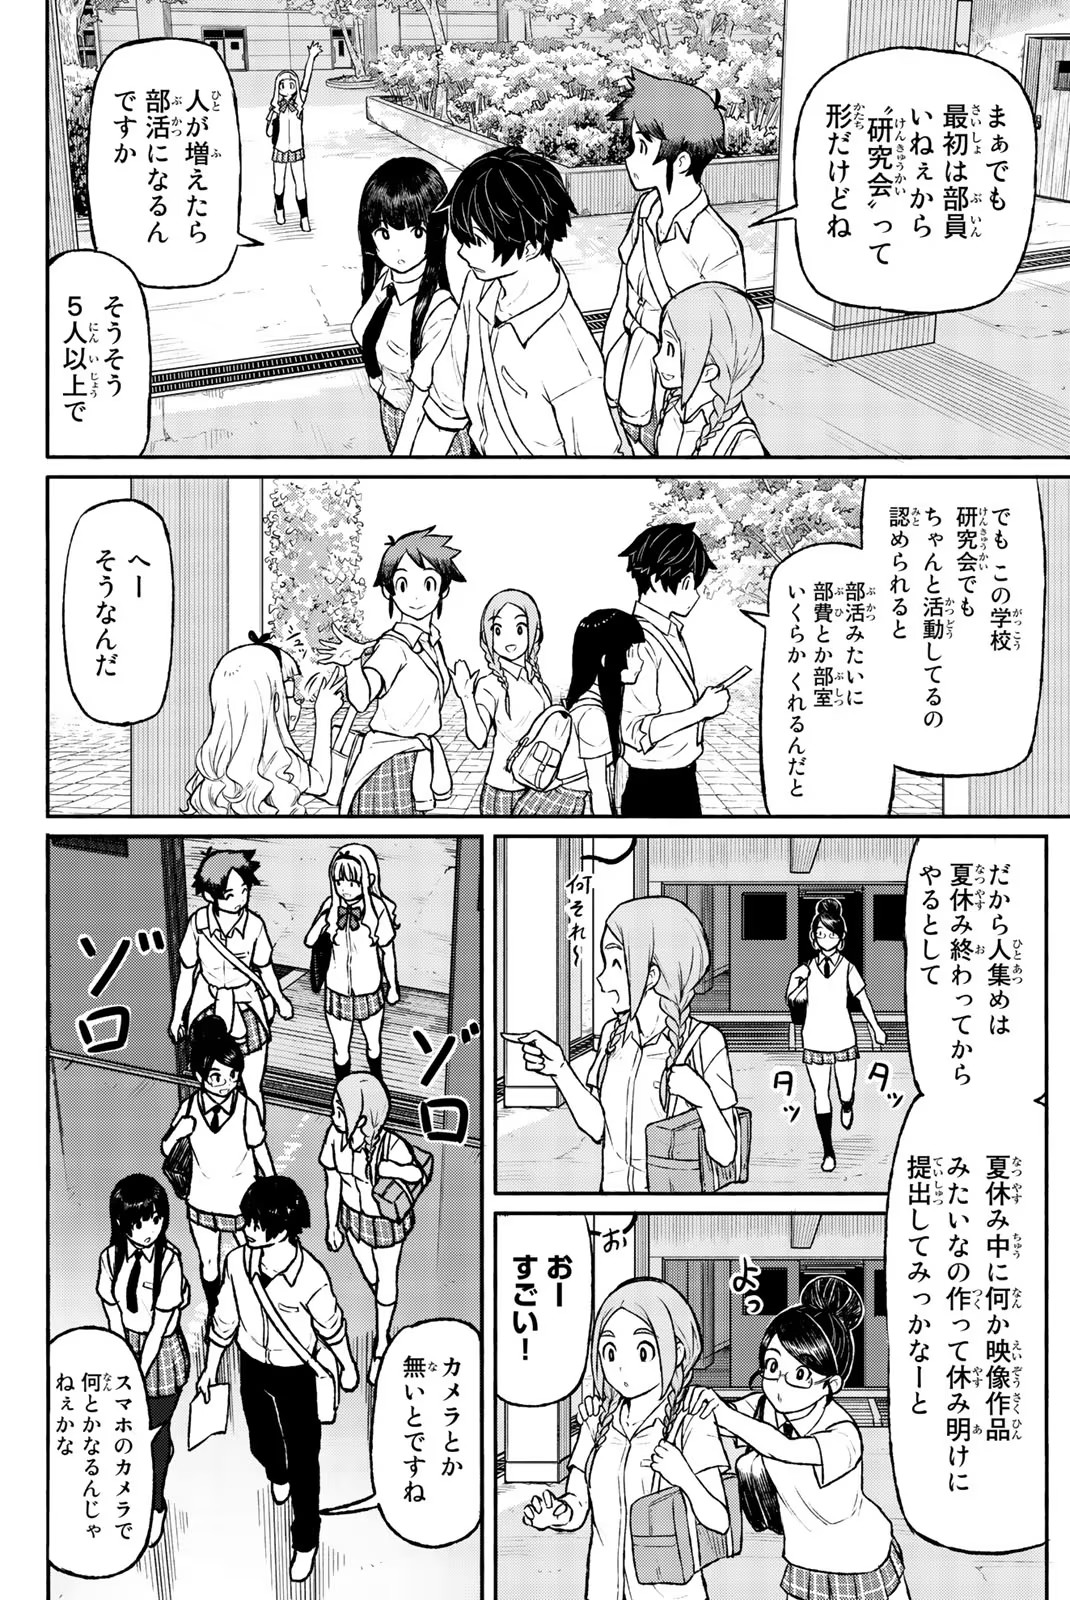 まぁでも
最初は部員
いねぇから
〝研究会〟って
形だけどね
人が増えたら
部活になるん
ですか
そうそう
5人以上で
でも この学校
研究会でも
ちゃんと活動してるの
認められると
部活みたいに
部費とか部室
いくらか くれるんだと
へー
そうなんだ
だから人集めは
夏休み終わってから
やるとして
何それ〜
タッ
タッ
夏休み中に何か映像作品
みたいなの作って休み明けに
提出してみっかなーと
お
よっ
おー
すごい!
ゾロ
ゾロ
カメラとか
無いとですね
スマホのカメラで
何とかなるんじゃ
ねぇかな